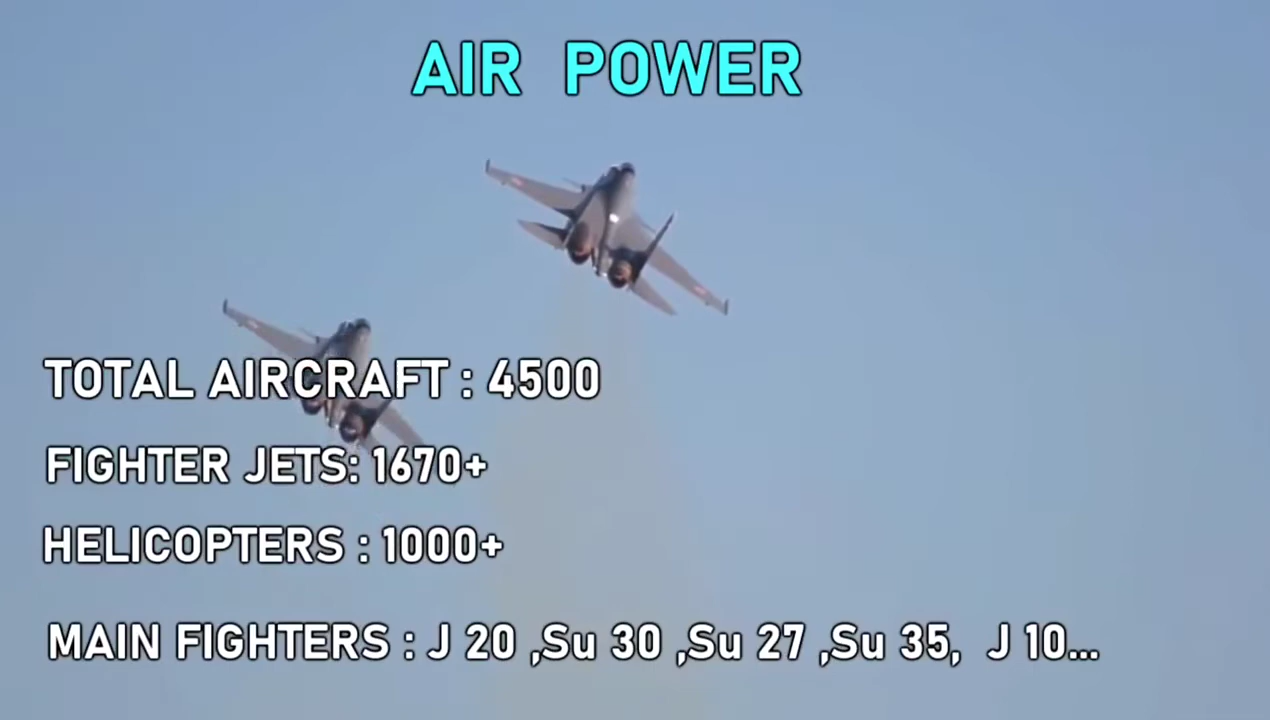 AIR POWER
TOTAL AIRCRAFT : 4500
FIGHTER JETS: 1670+
HELICOPTERS : 1000+
MAIN FIGHTERS : J 20 ,Su 30 ,Su 27 ,Su 35, J 10...